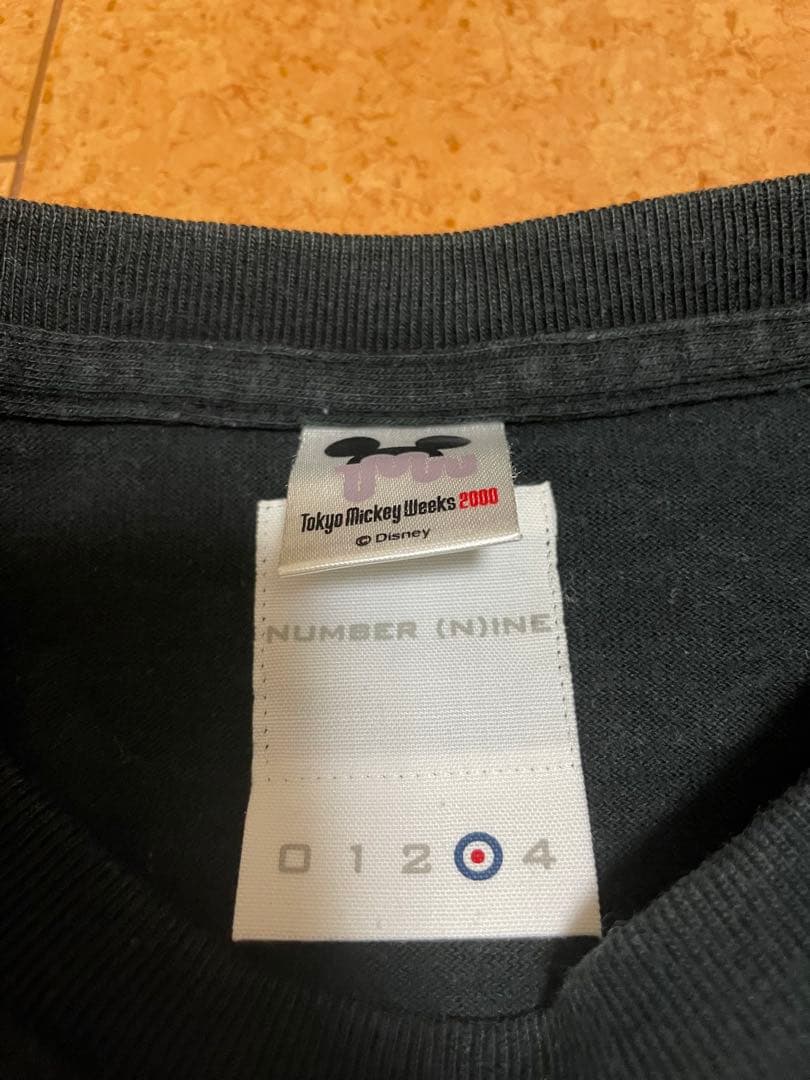 Tokyo Mickey Weeks 2000
© Disney
NUMBER (N)INE
0 1 2 4